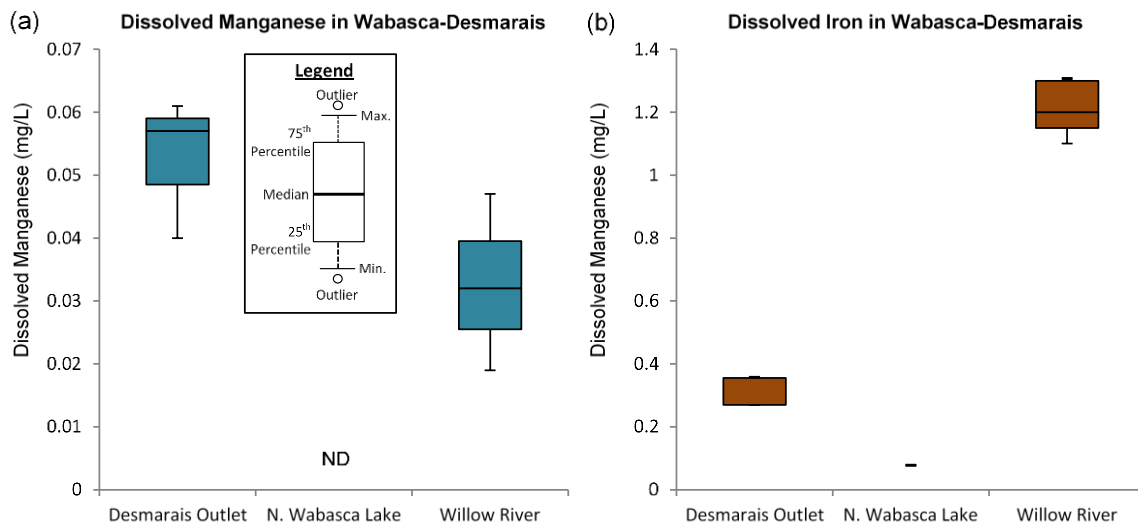 (a)
Dissolved Manganese in Wabasca-Desmarais
Dissolved Manganese (mg/L)
0.07
0.06
0.05
0.04
0.03
0.02
0.01
0
Legend
Outlier
Max.
75th
Percentile
Median
25th
Percentile
Min.
Outlier
ND
Desmarais Outlet
N. Wabasca Lake
Willow River
(b)
Dissolved Iron in Wabasca-Desmarais
Dissolved Manganese (mg/L)
1.4
1.2
1
0.8
0.6
0.4
0.2
0
Desmarais Outlet
N. Wabasca Lake
Willow River